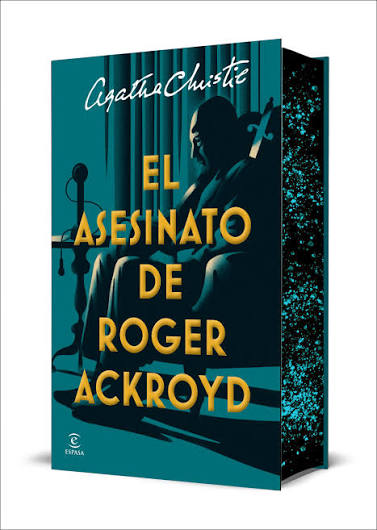 Agatha Christie
EL
ASESINATO
DE
ROGER
ACKROYD
e
ESPASA